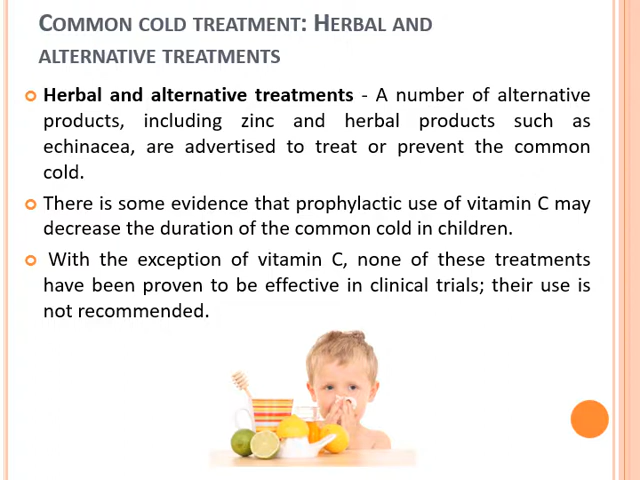 COMMON COLD TREATMENT: HERBAL AND
ALTERNATIVE TREATMENTS
Herbal and alternative treatments - A number of alternative
products, including zinc and herbal products such as
echinacea, are advertised to treat or prevent the common
cold.
There is some evidence that prophylactic use of vitamin C may
decrease the duration of the common cold in children.
With the exception of vitamin C, none of these treatments
have been proven to be effective in clinical trials; their use is
not recommended.